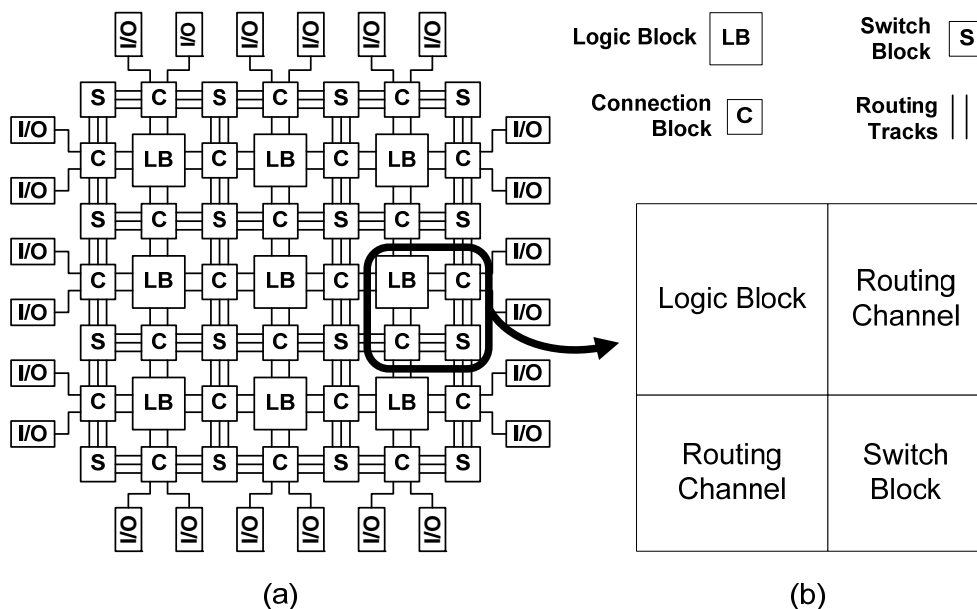 I/O I/O I/O I/O I/O I/O
S C S C S C S
I/O I/O
C LB C LB C LB C
I/O I/O
S C S C S C S
I/O I/O
C LB C LB C LB C
I/O I/O
S C S C S C S
I/O I/O
C LB C LB C LB C
I/O I/O
S C S C S C S
I/O I/O I/O I/O I/O I/O
(a)
Logic Block LB
Switch
Block S
Connection
Block C
Routing
Tracks
Logic Block
Routing
Channel
Routing
Channel
Switch
Block
(b)